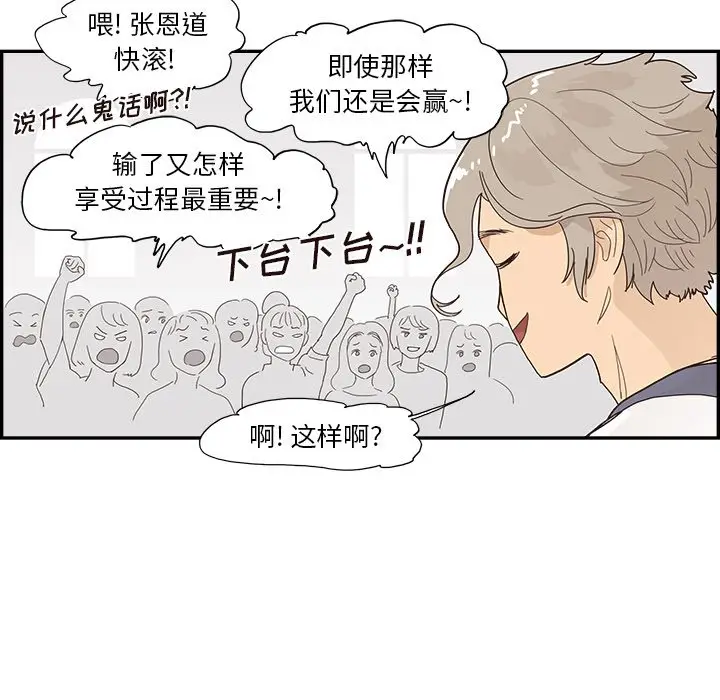 喂! 张恩道
快滚!
说什么鬼话啊?!
即使那样
我们还是会赢~!
输了又怎样
享受过程最重要~!
下台下台~!!
啊! 这样啊?